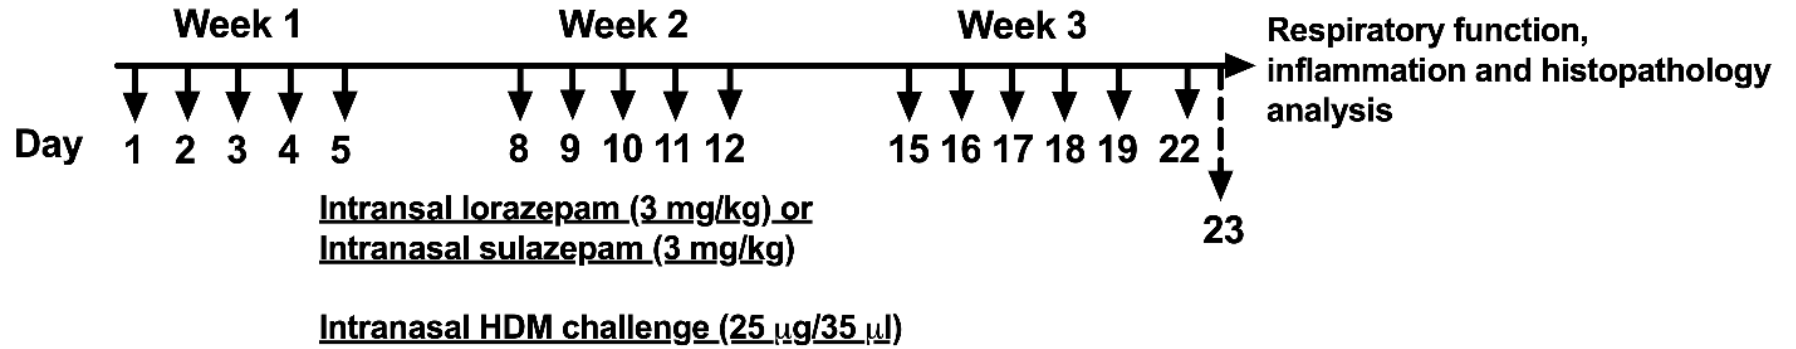 Week 1 Week 2 Week 3
Respiratory function,
inflammation and histopathology
analysis
Day 1 2 3 4 5 8 9 10 11 12 15 16 17 18 19 22
23
Intransal lorazepam (3 mg/kg) or
Intranasal sulazepam (3 mg/kg)
Intranasal HDM challenge (25 μg/35 μl)